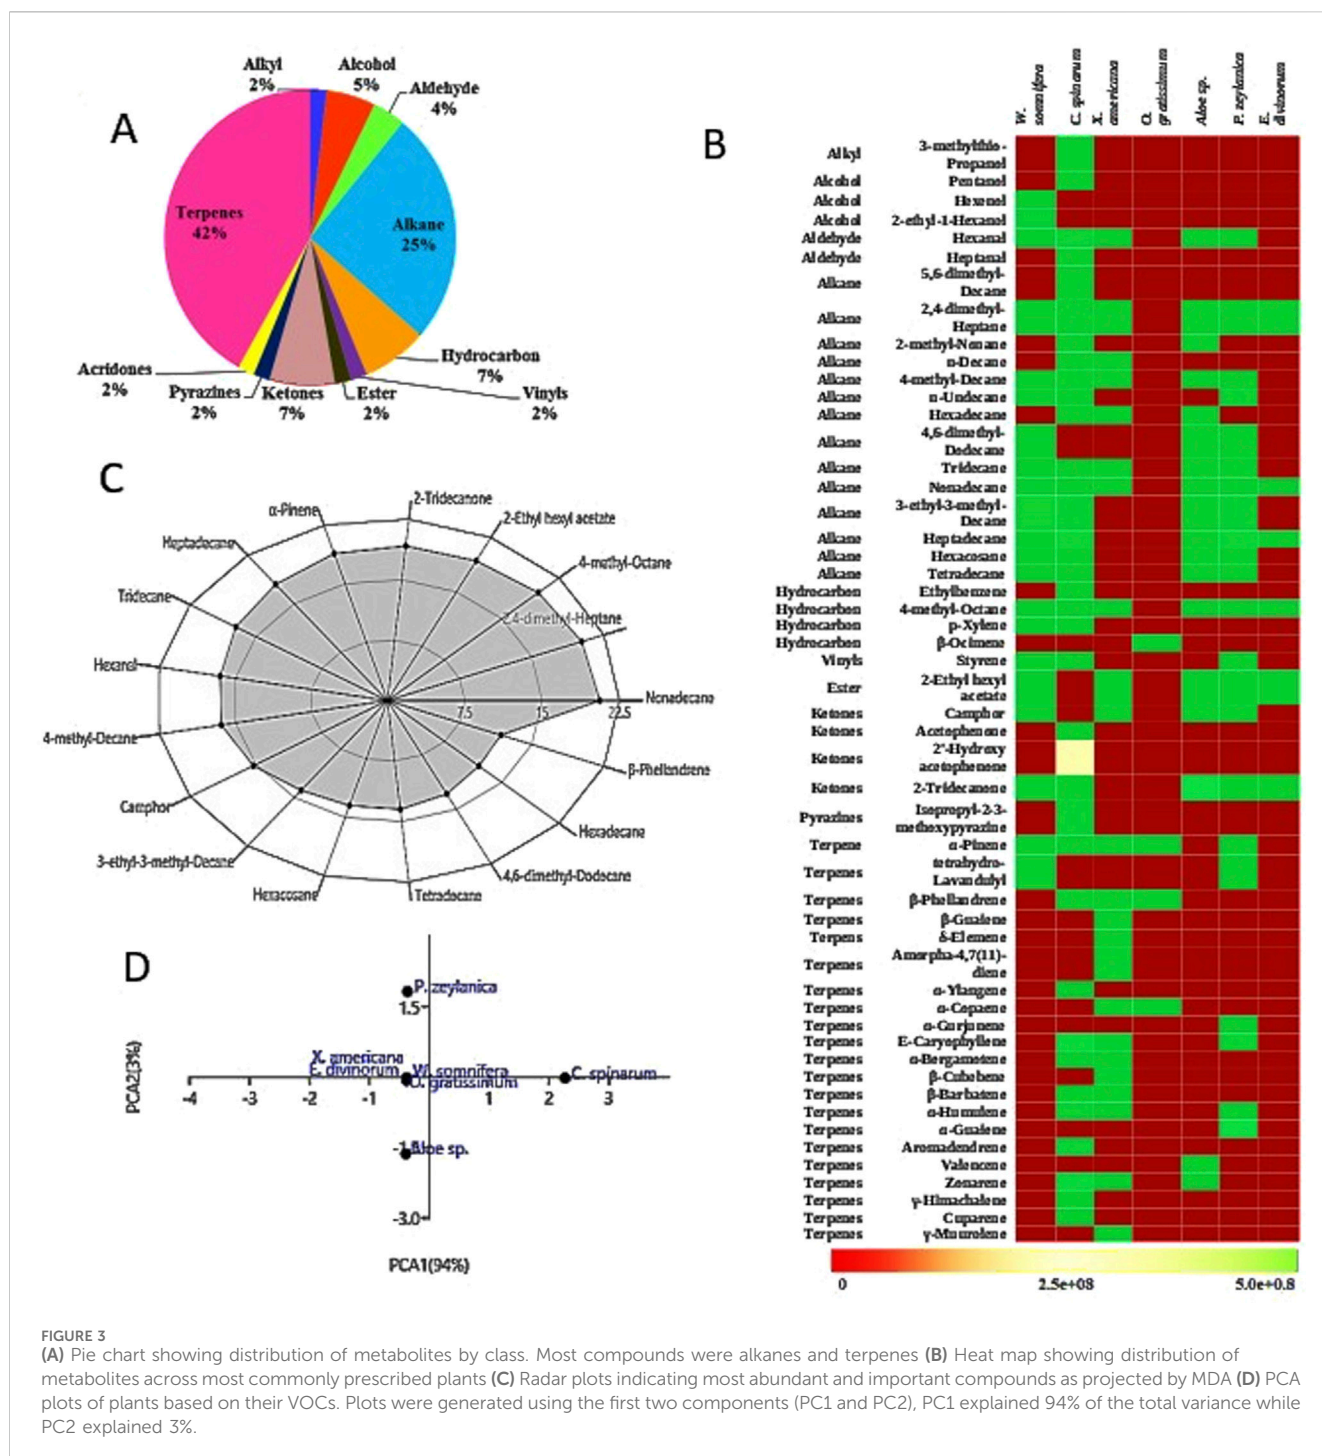 A
Alkyl
2%
Alcohol
5%
Aldehyde
4%
Alkane
25%
Hydrocarbon
7%
Vinyls
2%
Ester
2%
Ketones
7%
Pyrazines
2%
Acridones
2%
Terpenes
42%
B
W. somnifera
C. spinarum
X. americana
O. gratissimum
Aloe sp.
P. zeylanica
E. divinorum
Alkyl 3-methylthio-
Propanol
Alcohol Pentanol
Alcohol Hexenol
Alcohol 2-ethyl-1-Hexanol
Aldehyde Hexanal
Aldehyde Heptanal
Alkane 5,6-dimethyl-
Decane
Alkane 2,4-dimethyl-
Heptane
Alkane 2-methyl-Nonane
Alkane n-Decane
Alkane 4-methyl-Decane
Alkane n-Undecane
Alkane Hexadecane
Alkane 4,6-dimethyl-
Dodecane
Alkane Tridecane
Alkane Nonadecane
Alkane 3-ethyl-3-methyl-
Decane
Alkane Heptadecane
Alkane Hexacosane
Alkane Tetradecane
Hydrocarbon Ethylbenzene
Hydrocarbon 4-methyl-Octane
Hydrocarbon p-Xylene
Hydrocarbon β-Ocimene
Vinyls Styrene
Ester 2-Ethyl hexyl
acetate
Ketones Camphor
Ketones Acetophenone
Ketones 2'-Hydroxy
acetophenone
Ketones 2-Tridecanone
Pyrazines Isopropyl-2-3-
methoxypyrazine
Terpene α-Pinene
Terpenes tetrahydro-
Lavandulyl
Terpenes β-Phellandrene
Terpenes β-Guaiene
Terpens δ-Elemene
Terpenes Amorpha-4,7(11)-
diene
Terpenes α-Ylangene
Terpenes α-Copaene
Terpenes α-Gurjunene
Terpenes E-Caryophyllene
Terpenes α-Bergamotene
Terpenes β-Cubebene
Terpenes β-Barbatene
Terpenes α-Humulene
Terpenes α-Guaiene
Terpenes Aromadendrene
Terpenes Valencene
Terpenes Zonarene
Terpenes γ-Himachalene
Terpenes Cuparene
Terpenes γ-Muurolene
0 2.5e+08 5.0e+0.8
C
2-Tridecanone
2-Ethyl hexyl acetate
4-methyl-Octane
2,4-dimethyl-Heptane
Nonadecane
7.5 15 22.5
β-Phellandrene
Hexadecane
4,6-dimethyl-Dodecane
Tetradecane
Hexacosane
3-ethyl-3-methyl-Decane
Camphor
4-methyl-Decane
Hexanal
Tridecane
Heptadecane
α-Pinene
D
P. zeylanica
1.5
X. americana
E. divinorum
W. somnifera
O. gratissimum
C. spinarum
-4 -3 -2 -1 1 2 3
-1.5
Aloe sp.
-3.0
PCA2(3%)
PCA1(94%)
FIGURE 3
(A) Pie chart showing distribution of metabolites by class. Most compounds were alkanes and terpenes (B) Heat map showing distribution of
metabolites across most commonly prescribed plants (C) Radar plots indicating most abundant and important compounds as projected by MDA (D) PCA
plots of plants based on their VOCs. Plots were generated using the first two components (PC1 and PC2), PC1 explained 94% of the total variance while
PC2 explained 3%.